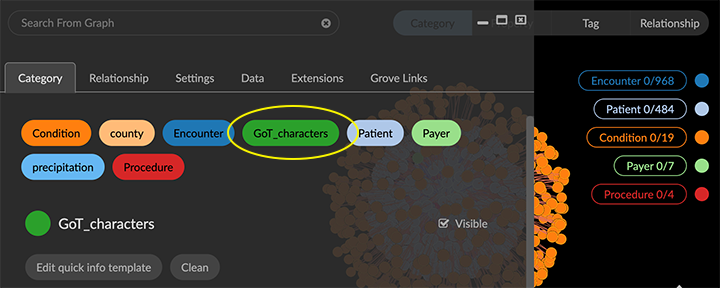 Search From Graph
Category Tag Relationship
Category Relationship Settings Data Extensions Grove Links
Encounter 0/968
Patient 0/484
Condition 0/19
Payer 0/7
Procedure 0/4
Condition county Encounter GoT_characters Patient Payer
precipitation Procedure
GoT_characters Visible
Edit quick info template Clean